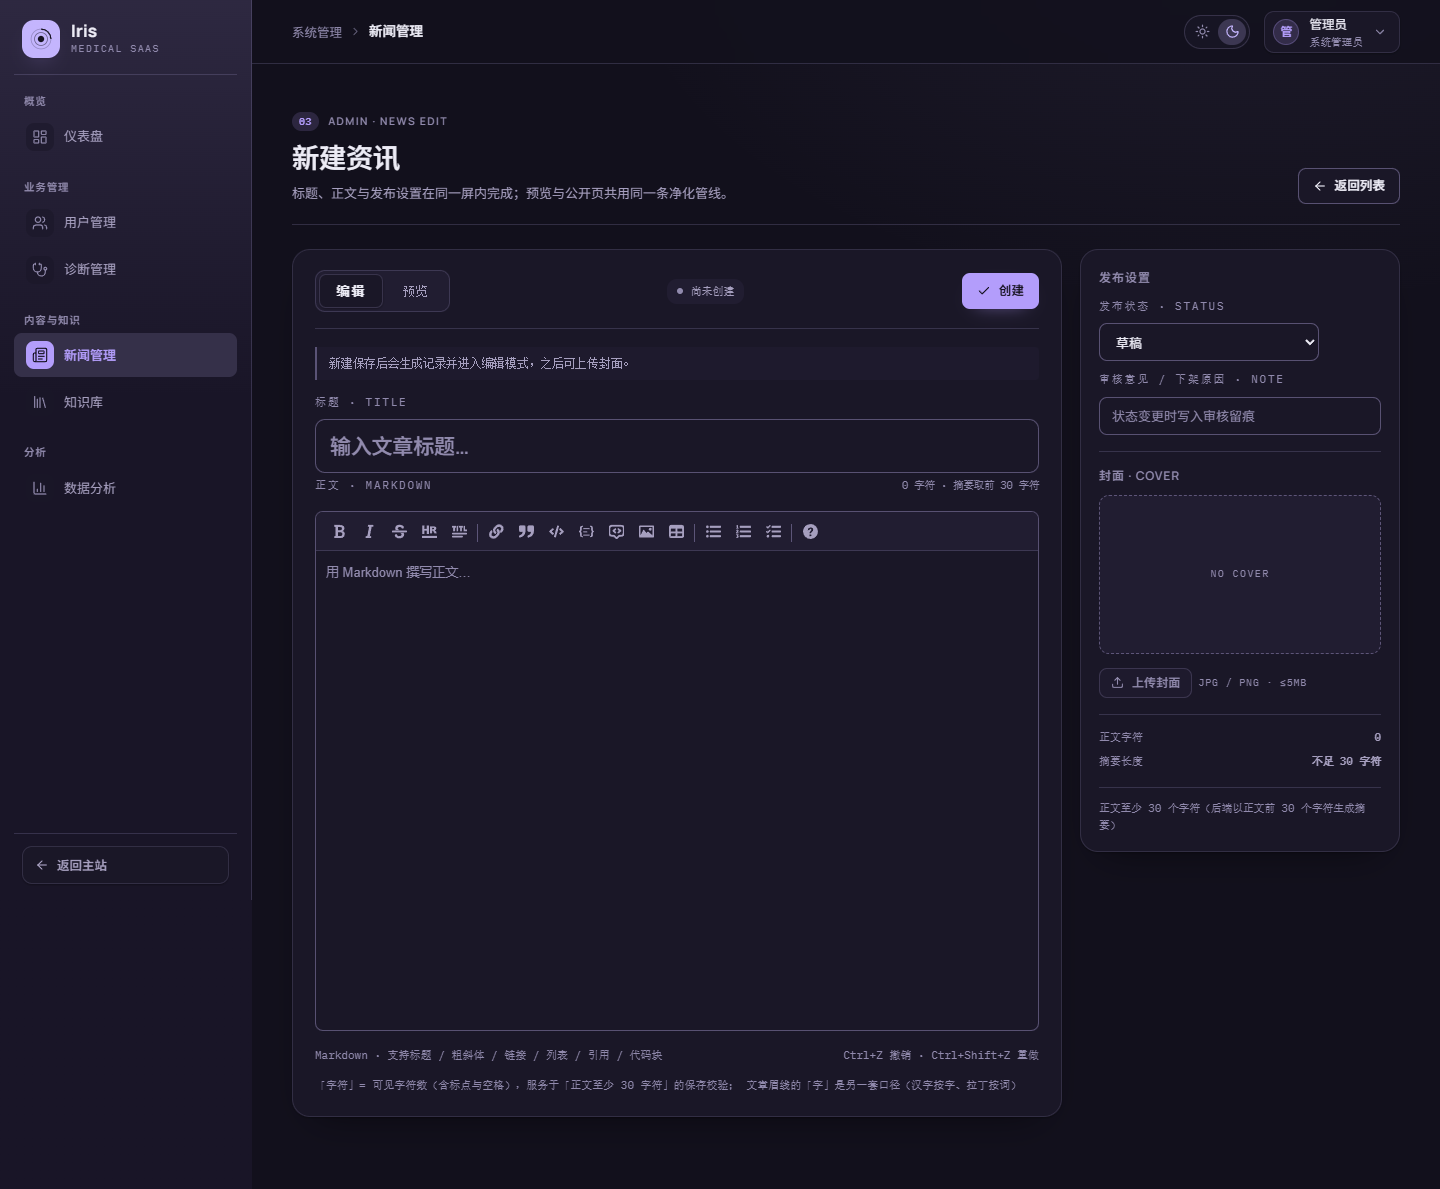 Iris
MEDICAL SAAS
概览
仪表盘
业务管理
用户管理
诊断管理
内容与知识
新闻管理
知识库
分析
数据分析
返回主站
系统管理
新闻管理
管
管理员
系统管理员
03
ADMIN · NEWS EDIT
新建资讯
标题、正文与发布设置在同一屏内完成；预览与公开页共用同一条净化管线。
返回列表
编辑
预览
尚未创建
创建
新建保存后会生成记录并进入编辑模式，之后可上传封面。
标题 · TITLE
输入文章标题…
正文 · MARKDOWN
0 字符 · 摘要取前 30 字符
B I S HR TITL
用 Markdown 撰写正文…
Markdown · 支持标题 / 粗斜体 / 链接 / 列表 / 引用 / 代码块
Ctrl+Z 撤销 · Ctrl+Shift+Z 重做
「字符」= 可见字符数（含标点与空格），服务于「正文至少 30 字符」的保存校验； 文章眉线的「字」是另一套口径（汉字按字、拉丁按词）
发布设置
发布状态 · STATUS
草稿
审核意见 / 下架原因 · NOTE
状态变更时写入审核留痕
封面 · COVER
NO COVER
上传封面
JPG / PNG · ≤5MB
正文字符
0
摘要长度
不足 30 字符
正文至少 30 个字符（后端以正文前 30 个字符生成摘
要）